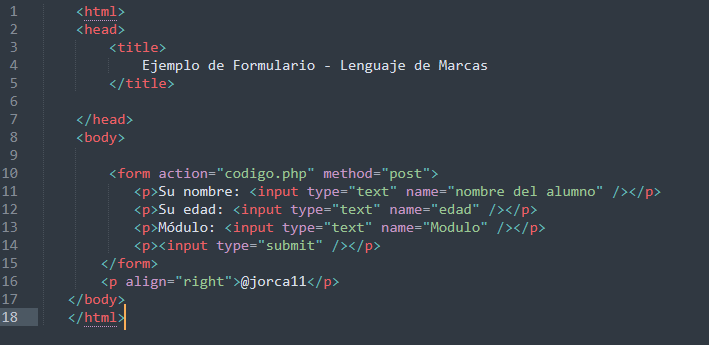 1 <html>
2 <head>
3 <title>
4 Ejemplo de Formulario - Lenguaje de Marcas
5 </title>
6
7 </head>
8 <body>
9
10 <form action="codigo.php" method="post">
11 <p>Su nombre: <input type="text" name="nombre del alumno" /></p>
12 <p>Su edad: <input type="text" name="edad" /></p>
13 <p>Módulo: <input type="text" name="Modulo" /></p>
14 <p><input type="submit" /></p>
15 </form>
16 <p align="right">@jorca11</p>
17 </body>
18 </html>